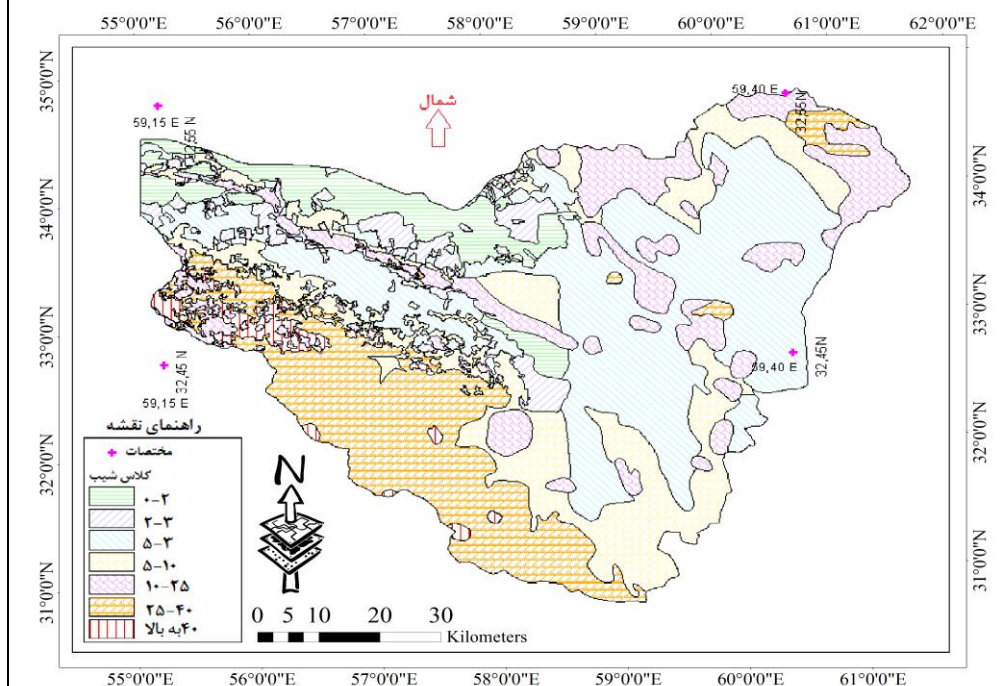 55°0'0"E 56°0'0"E 57°0'0"E 58°0'0"E 59°0'0"E 60°0'0"E 61°0'0"E 62°0'0"E
35°0'0"N
34°0'0"N
33°0'0"N
32°0'0"N
31°0'0"N
59,15 E
32,55 N
شمال
59,40 E
32,55 N
34°0'0"N
33°0'0"N
32°0'0"N
31°0'0"N
59,15 E
32,45 N
59,40 E
32,45 N
راهنمای نقشه
مختصات
کلاس شیب
۰-۲
۲-۳
۵-۳
۵-۱۰
۱۰-۲۵
۲۵-۴۰
۴۰به بالا
N
0 5 10 20 30
Kilometers
55°0'0"E 56°0'0"E 57°0'0"E 58°0'0"E 59°0'0"E 60°0'0"E 61°0'0"E